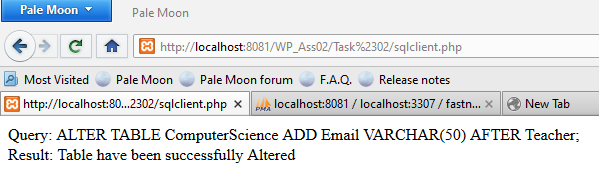 Pale Moon
Pale Moon
http://localhost:8081/WP_Ass02/Task%2302/sqlclient.php
Most Visited Pale Moon Pale Moon forum F.A.Q. Release notes
http://localhost:80...2302/sqlclient.php localhost:8081 / localhost:3307 / fastn... New Tab
Query: ALTER TABLE ComputerScience ADD Email VARCHAR(50) AFTER Teacher;
Result: Table have been successfully Altered